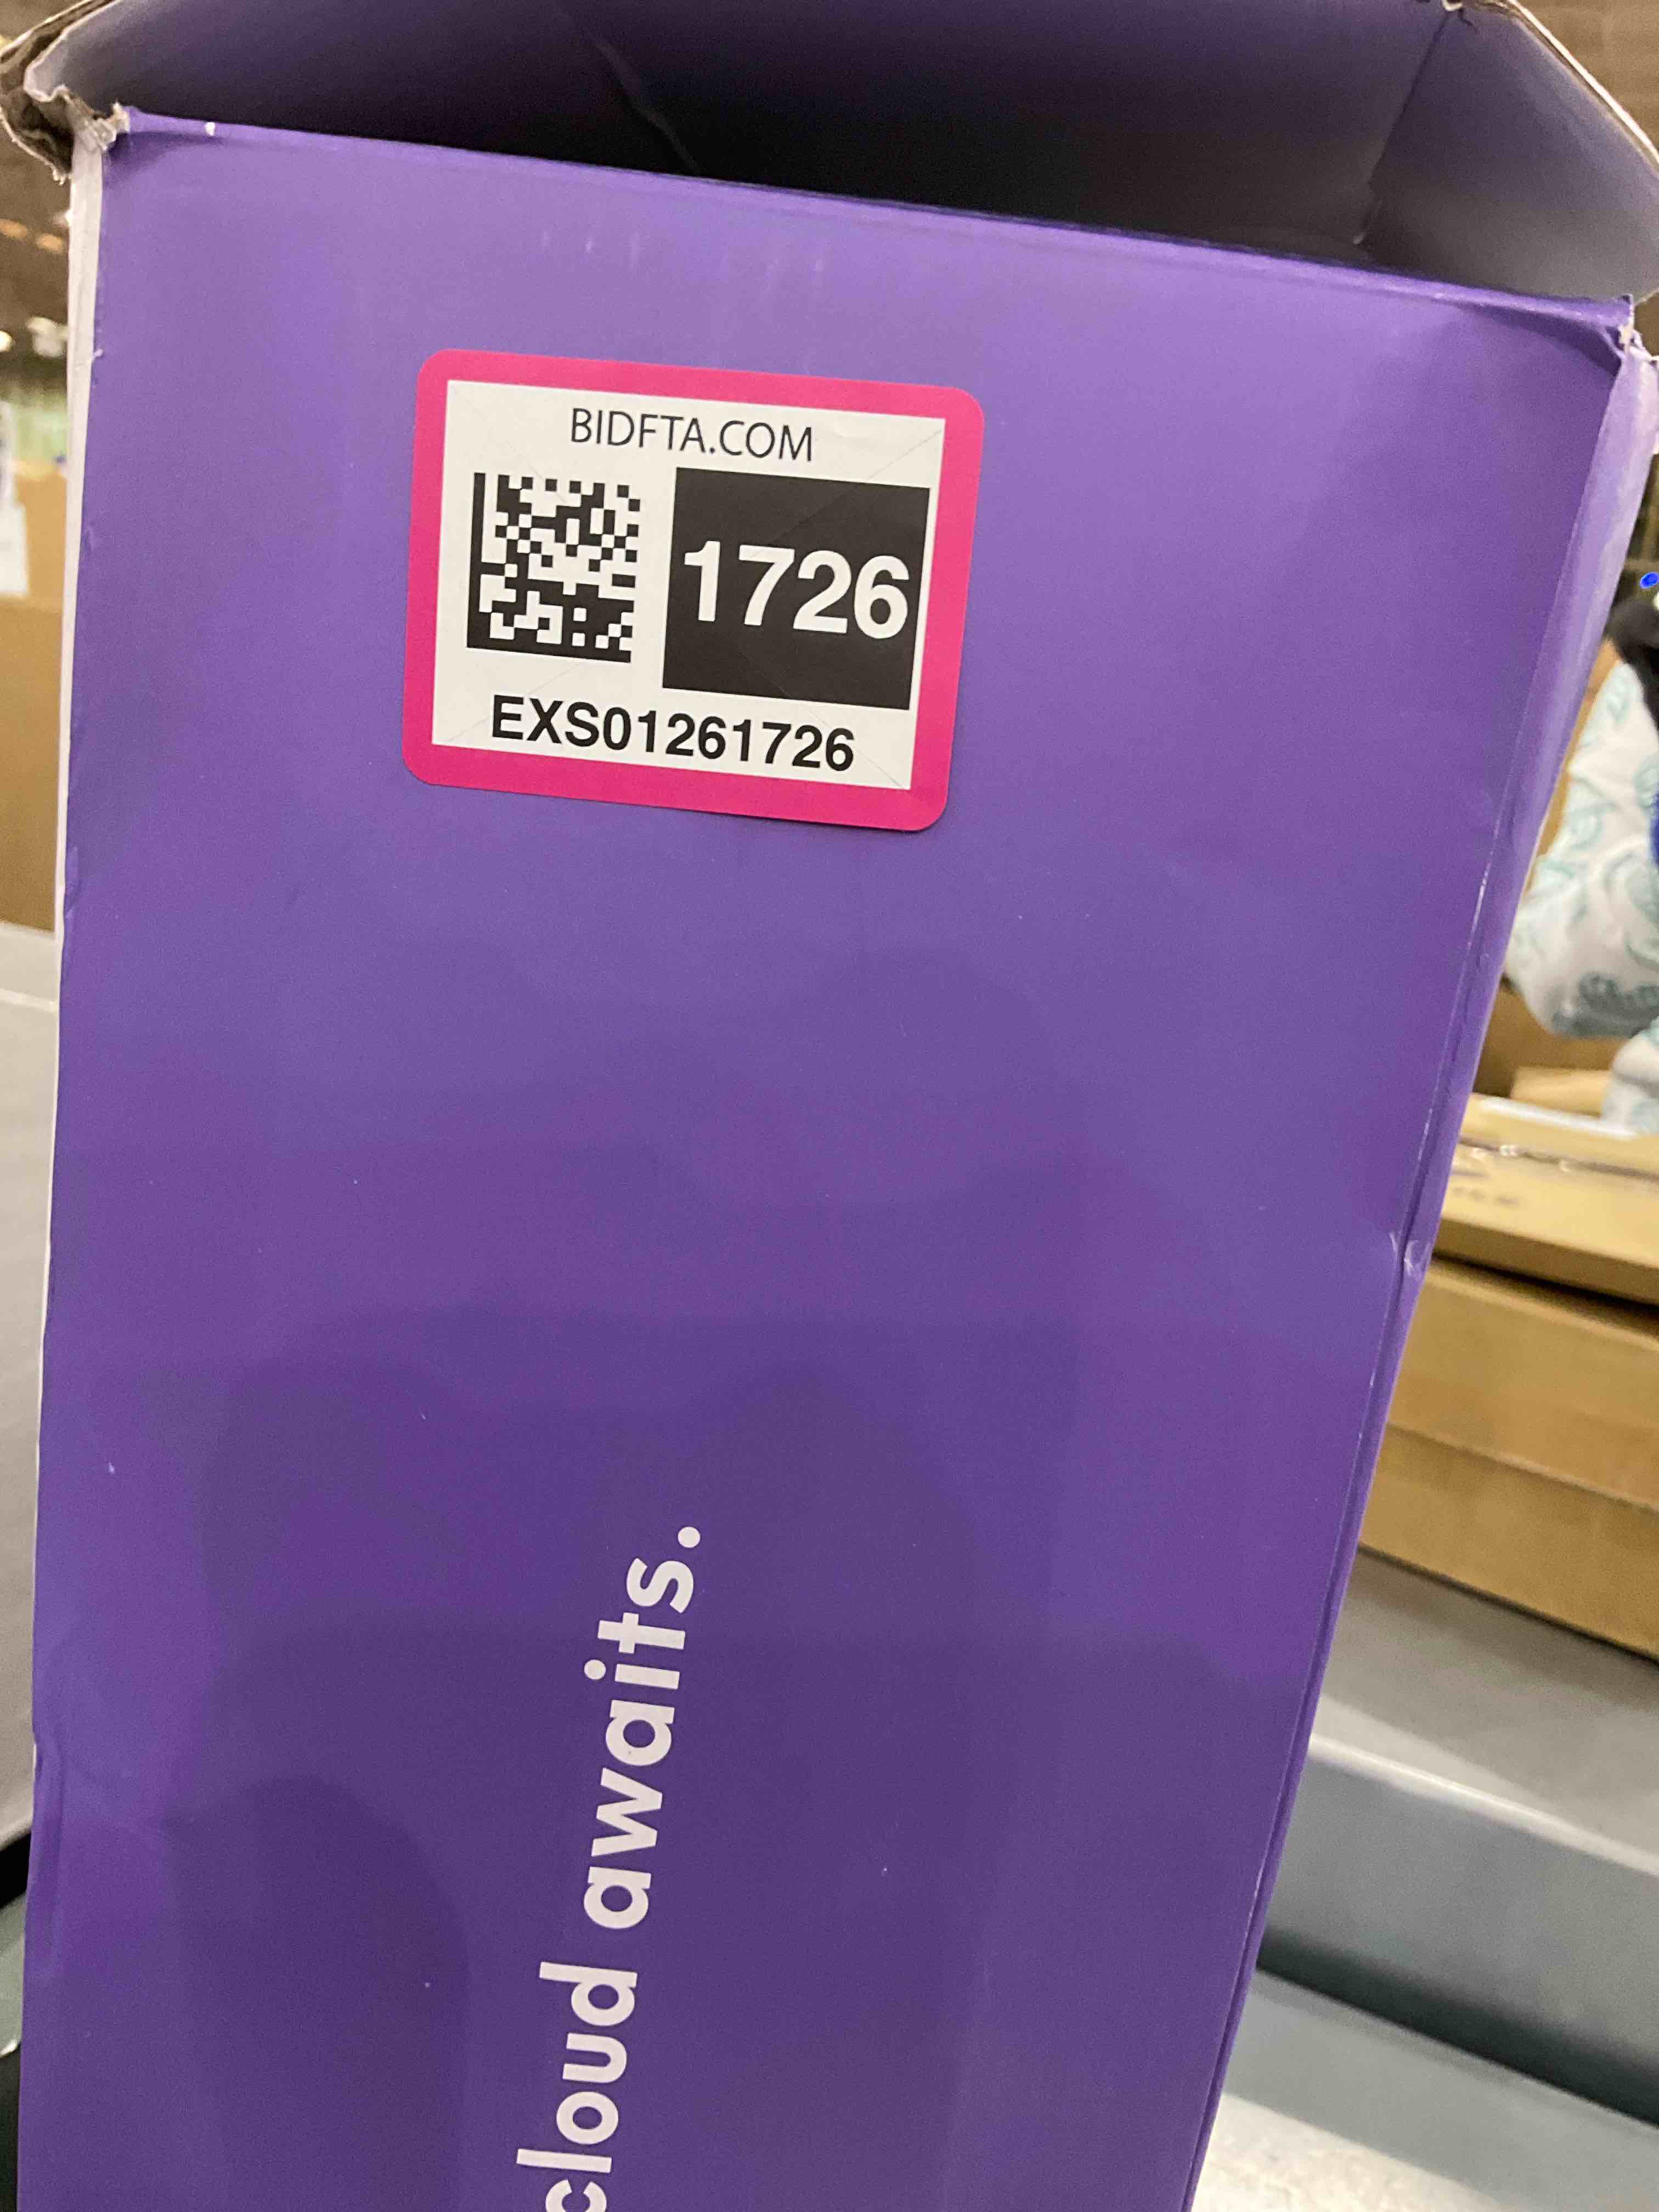 BIDFTA.COM
1726
EXS01261726
cloud awaits.